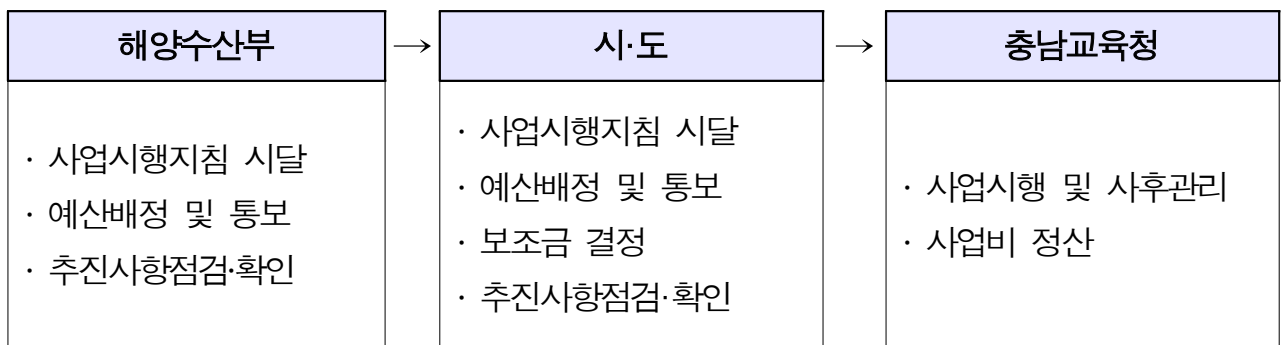 해양수산부
→
시·도
→
충남교육청
· 사업시행지침 시달
· 예산배정 및 통보
· 추진사항점검·확인
· 사업시행지침 시달
· 예산배정 및 통보
· 보조금 결정
· 추진사항점검·확인
· 사업시행 및 사후관리
· 사업비 정산